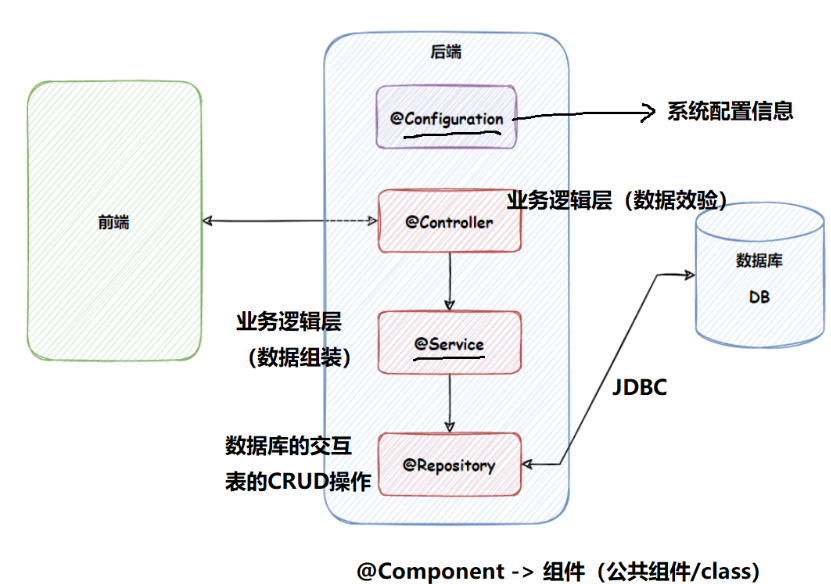 后端
@Configuration
系统配置信息
前端
@Controller
业务逻辑层（数据效验）
数据库
DB
业务逻辑层
（数据组装）
@Service
JDBC
数据库的交互
表的CRUD操作
@Repository
@Component -> 组件（公共组件/class）